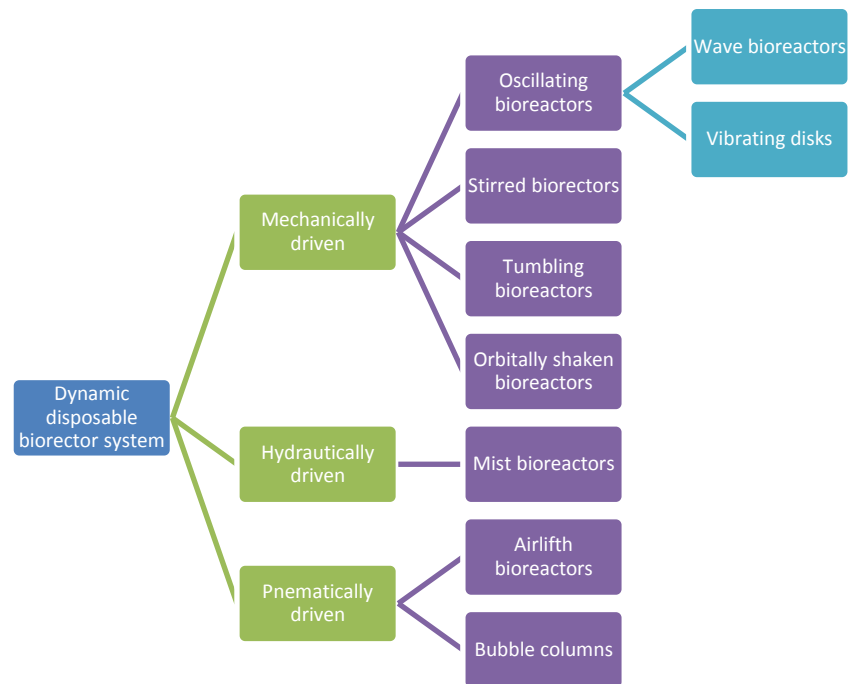 Dynamic
disposable
biorector system
Mechanically
driven
Oscillating
bioreactors
Wave bioreactors
Vibrating disks
Stirred biorectors
Tumbling
bioreactors
Orbitally shaken
bioreactors
Hydrautically
driven
Mist bioreactors
Pnematically
driven
Airlifth
bioreactors
Bubble columns